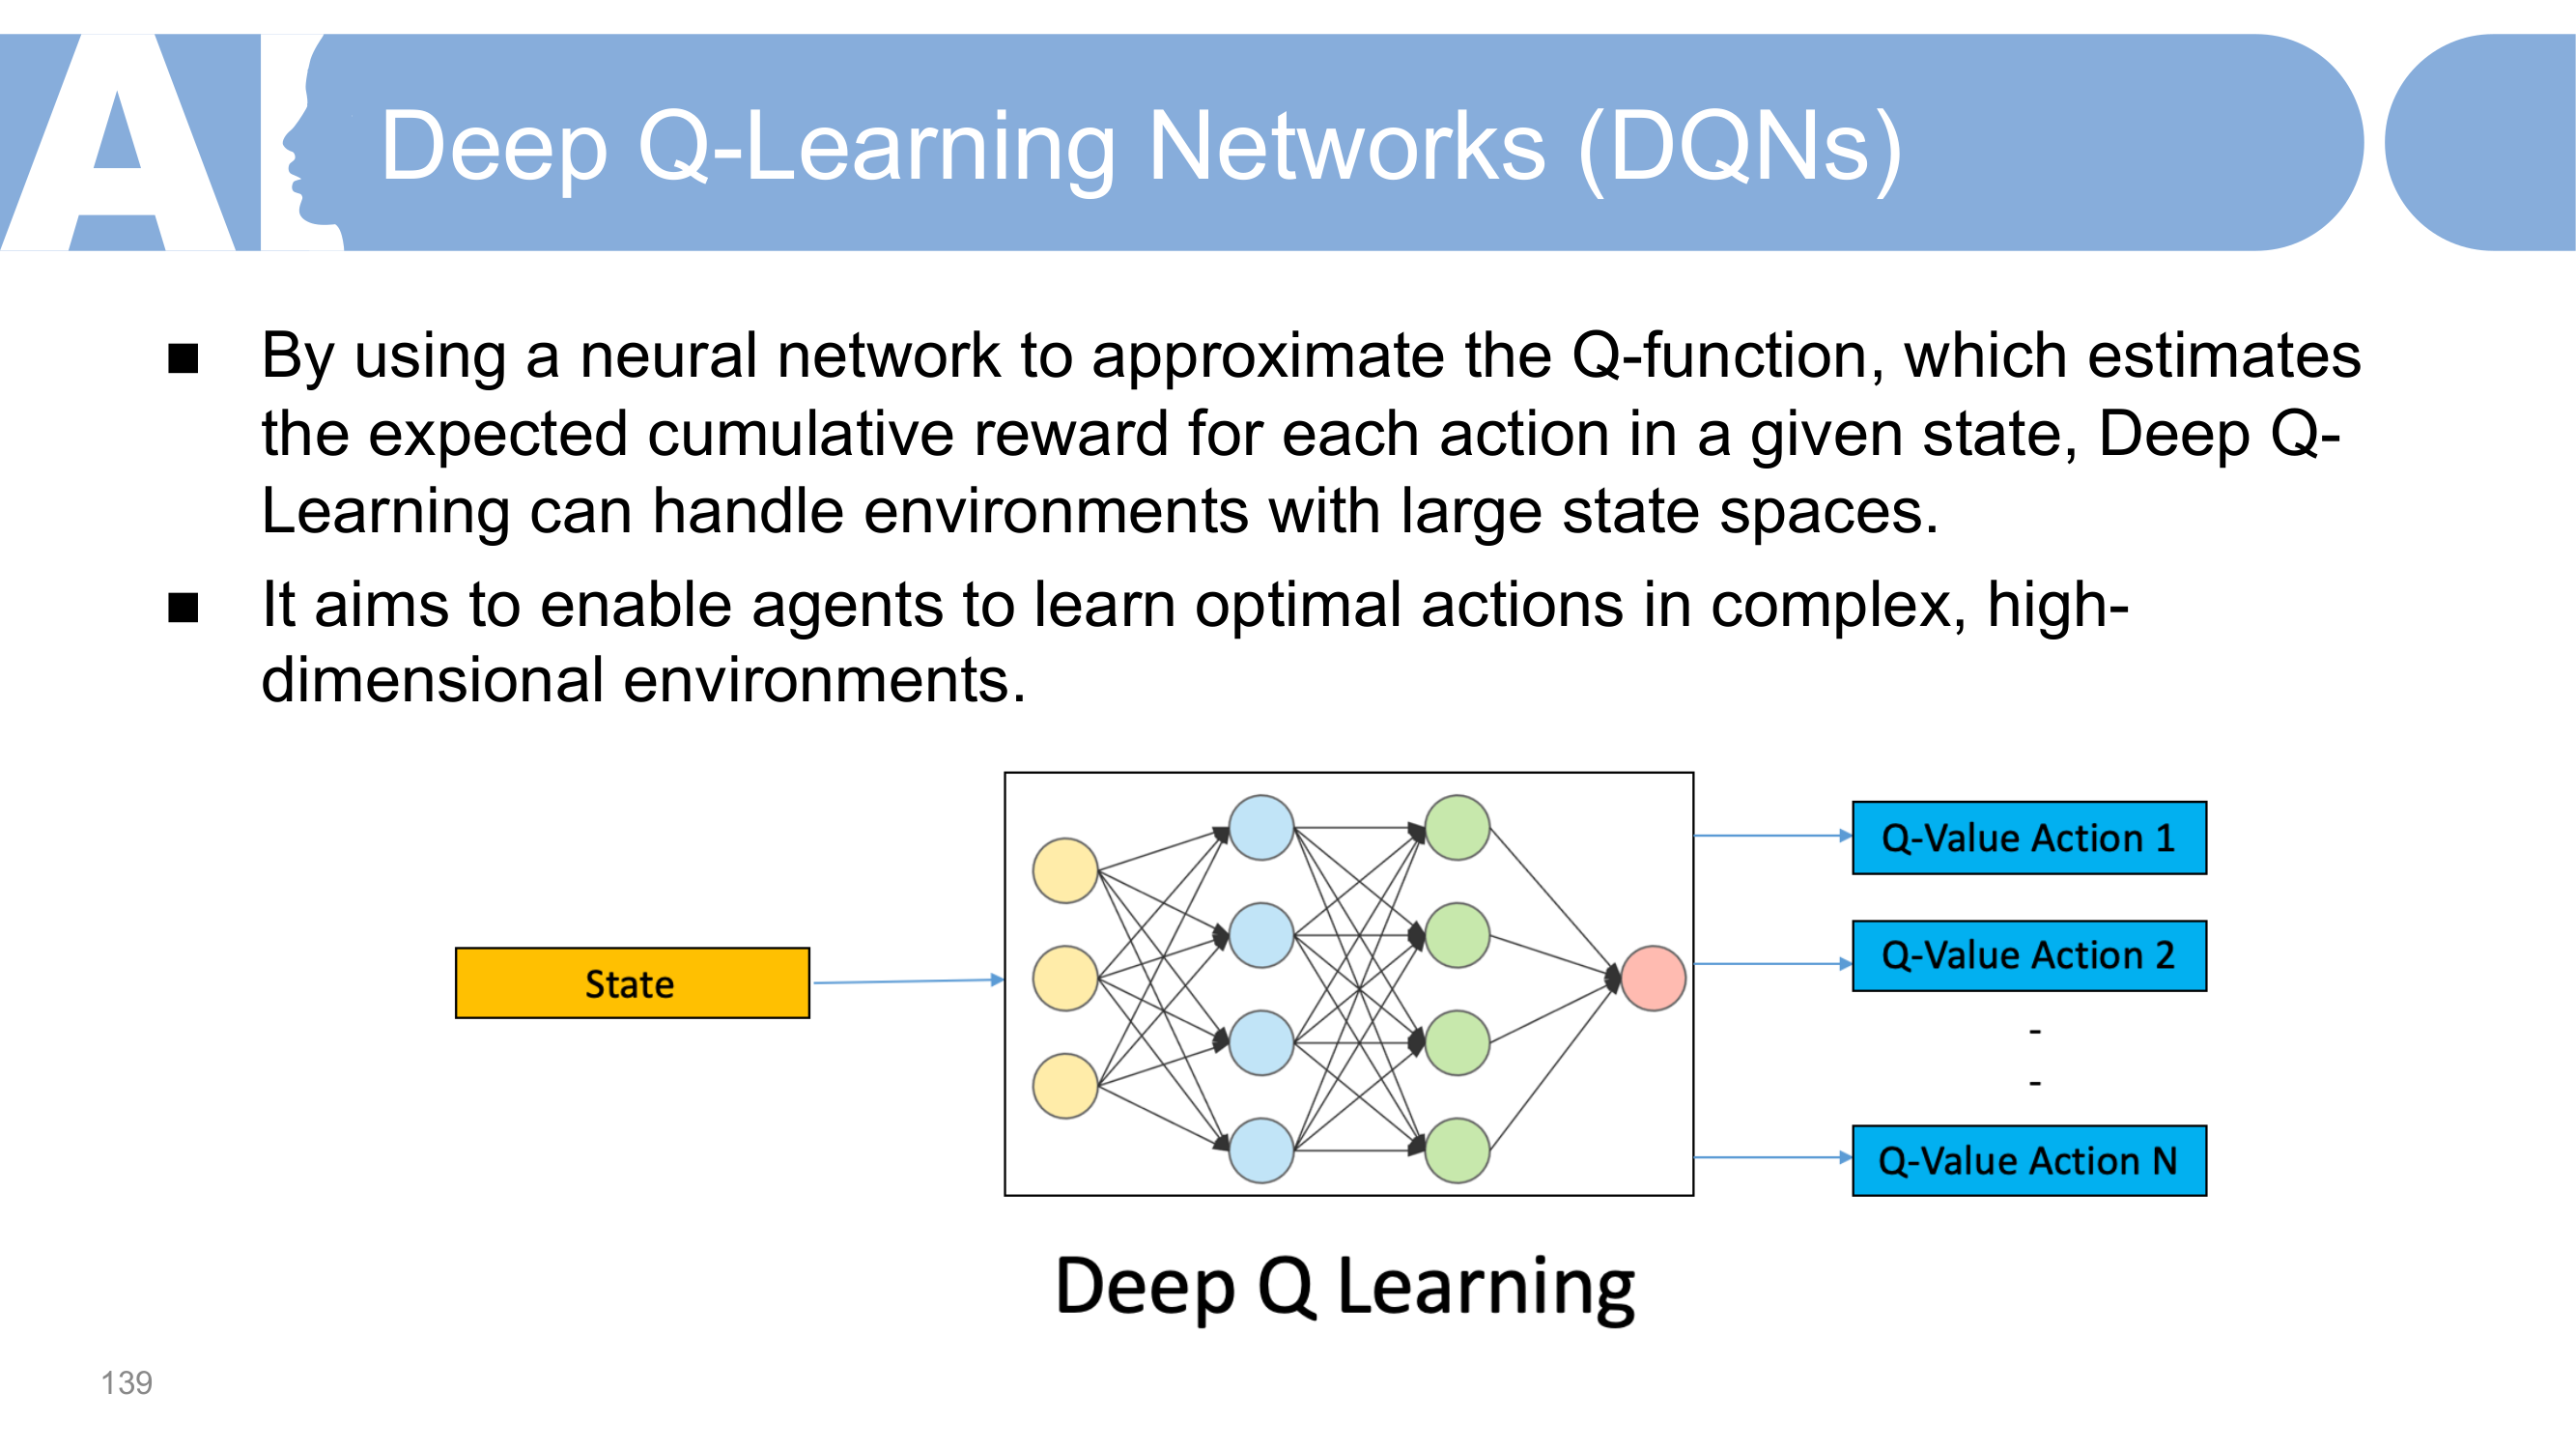 AI
Deep Q-Learning Networks (DQNs)
■ By using a neural network to approximate the Q-function, which estimates
the expected cumulative reward for each action in a given state, Deep Q-
Learning can handle environments with large state spaces.
■ It aims to enable agents to learn optimal actions in complex, high-
dimensional environments.
State
Q-Value Action 1
Q-Value Action 2
-
-
Q-Value Action N
Deep Q Learning
139